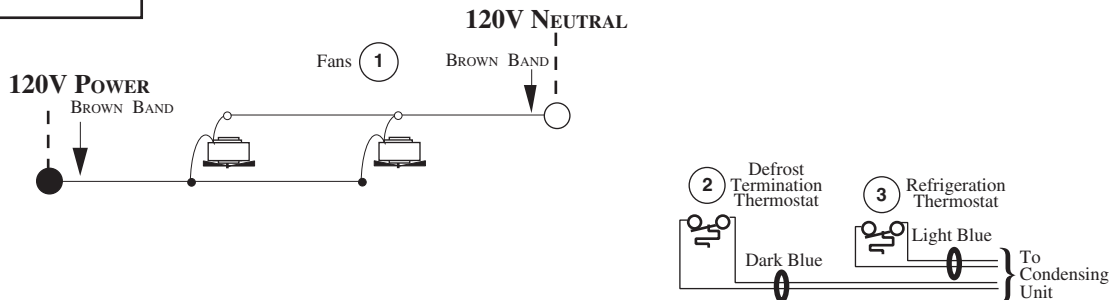 120V NEUTRAL
Fans 1
BROWN BAND
120V POWER
BROWN BAND
2 Defrost
Termination
Thermostat
3 Refrigeration
Thermostat
Light Blue
Dark Blue
To
Condensing
Unit